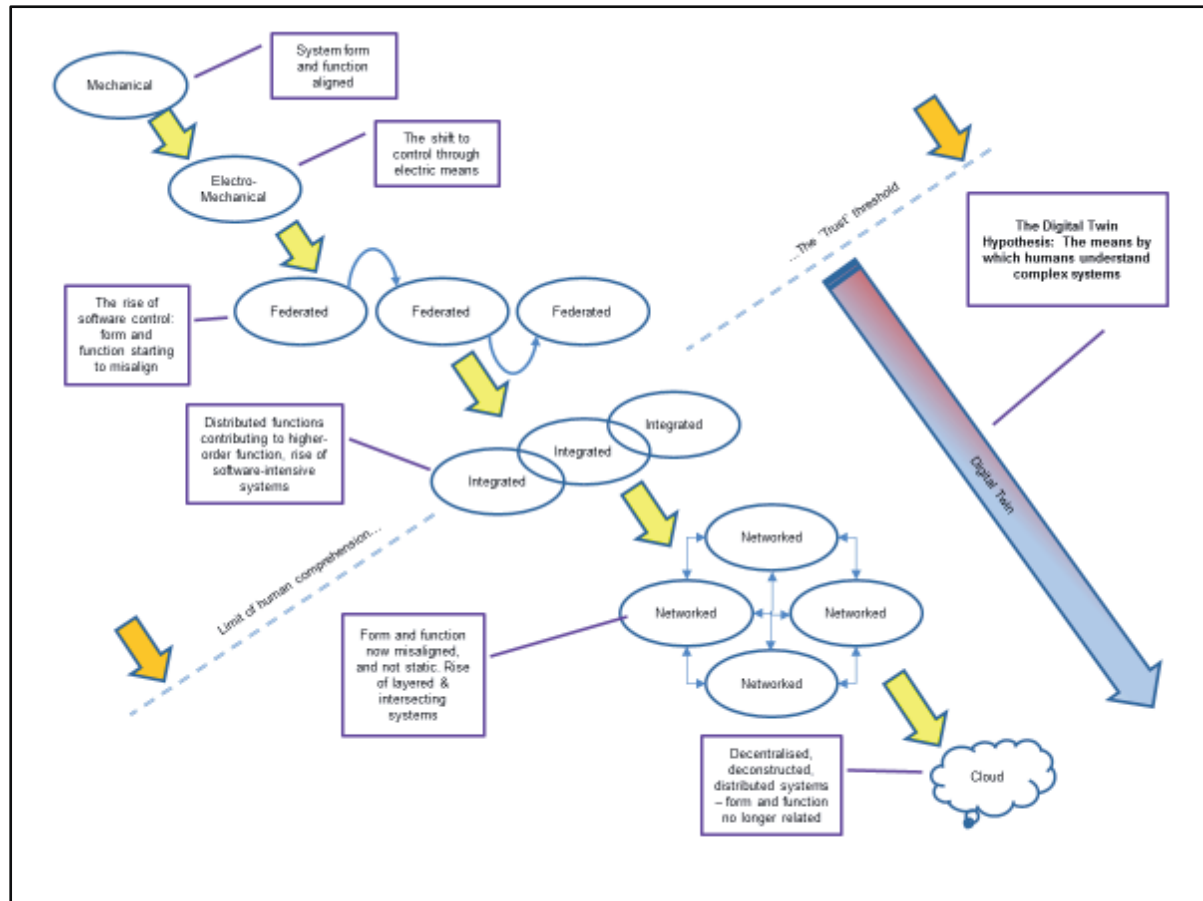 Mechanical
System form
and function
aligned
Electro-
Mechanical
The shift to
control through
electric means
...The "Trust" threshold
The Digital Twin
Hypothesis: The means by
which humans understand
complex systems
The rise of
software control:
form and
function starting
to misalign
Federated
Federated
Federated
Distributed functions
contributing to higher-
order function, rise of
software-intensive
systems
Integrated
Integrated
Integrated
Digital Twin
Limit of human comprehension...
Networked
Networked
Networked
Networked
Form and function
now misaligned,
and not static. Rise
of layered &
intersecting
systems
Decentralised,
deconstructed,
distributed systems
– form and function
no longer related
Cloud